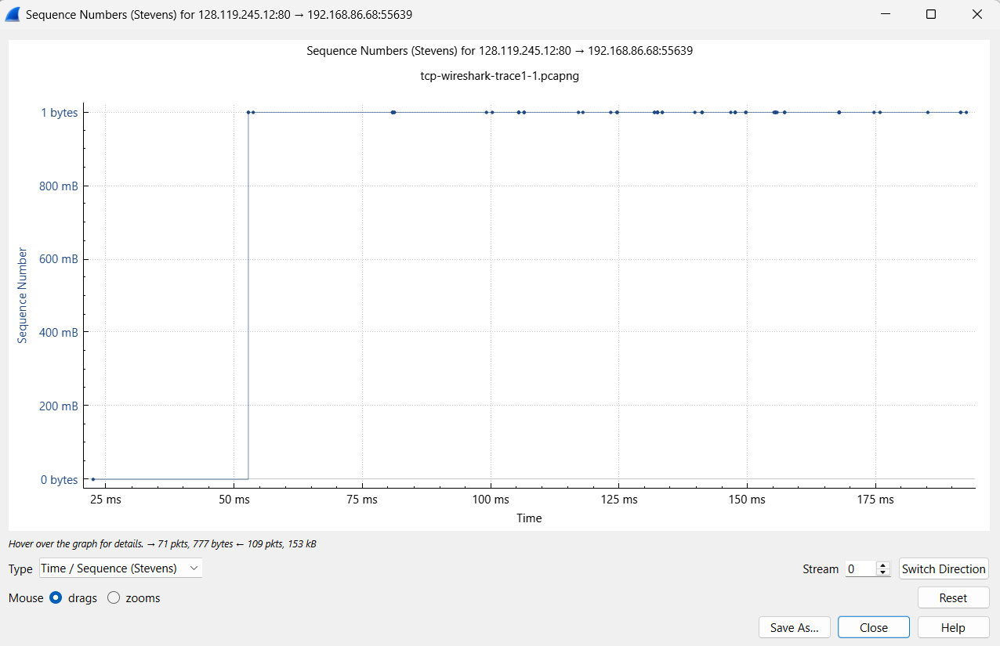 Sequence Numbers (Stevens) for 128.119.245.12:80 → 192.168.86.68:55639
Sequence Numbers (Stevens) for 128.119.245.12:80 → 192.168.86.68:55639
tcp-wireshark-trace1-1.pcapng
Sequence Number
1 bytes
800 mB
600 mB
400 mB
200 mB
0 bytes
25 ms 50 ms 75 ms 100 ms 125 ms 150 ms 175 ms
Time
Hover over the graph for details. → 71 pkts, 777 bytes ← 109 pkts, 153 kB
Type Time / Sequence (Stevens) Stream 0 Switch Direction
Mouse drags zooms Reset
Save As... Close Help